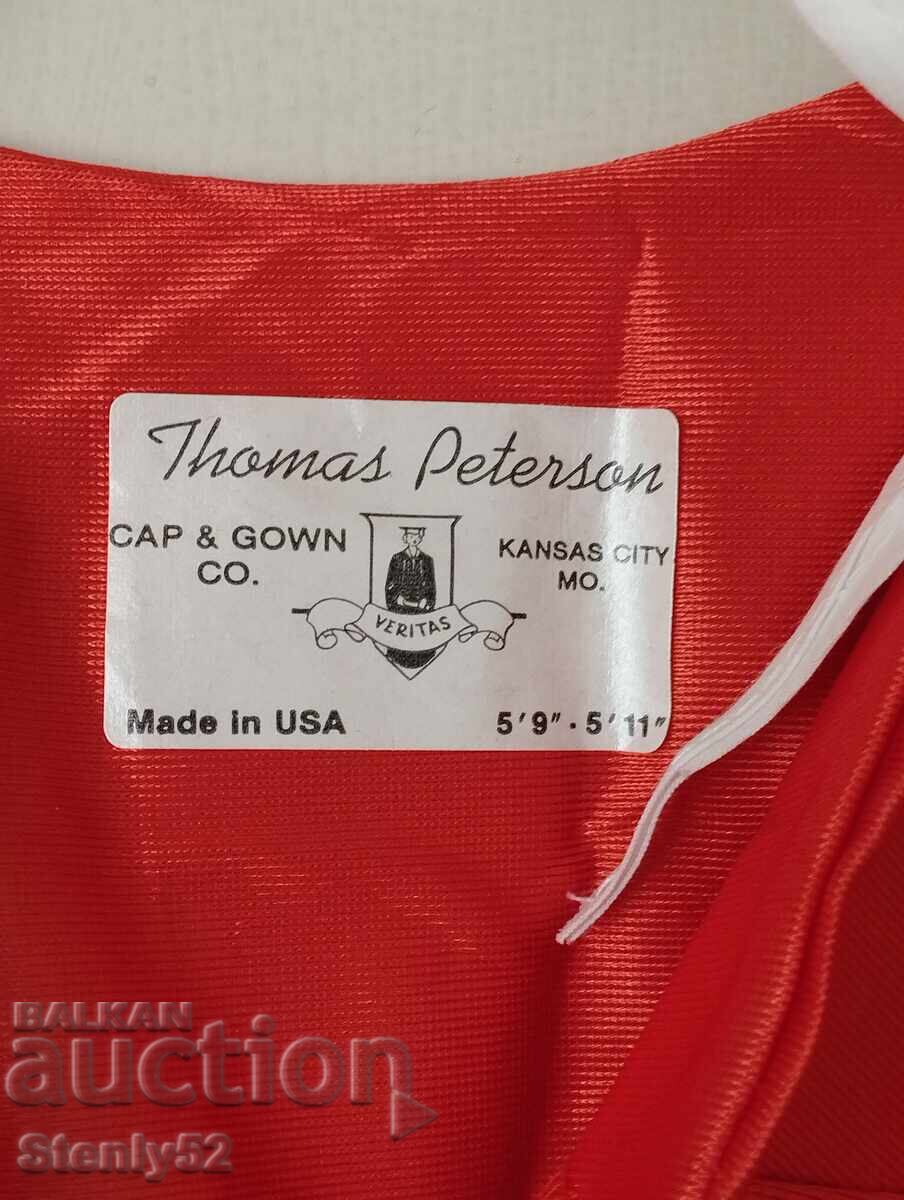 Thomas Peterson
CAP & GOWN
CO.
KANSAS CITY
MO.
VERITAS
Made in USA
5'9" - 5'11"
BALKAN
auction
Stenly52